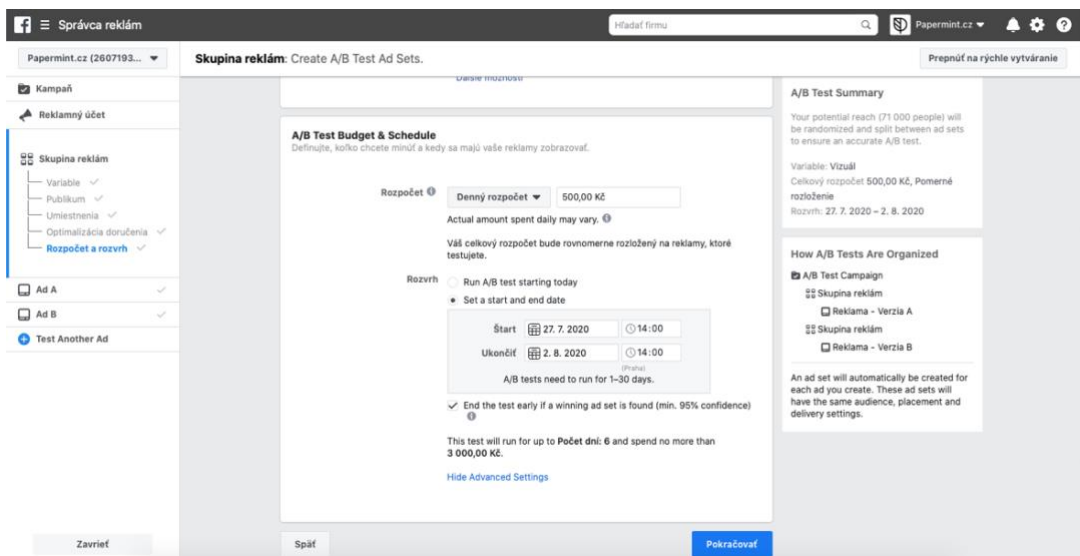 Správca reklám
Hľadať firmu
Papermint.cz
Papermint.cz (2607193...
Skupina reklám: Create A/B Test Ad Sets.
Prepnúť na rýchle vytváranie
Kampaň
Reklamný účet
Skupina reklám
Variable
Publikum
Umiestnenia
Optimalizácia doručenia
Rozpočet a rozvrh
Ad A
Ad B
Test Another Ad
Zavrieť
Ďalšie možnosti
A/B Test Budget & Schedule
Definujte, koľko chcete minúť a kedy sa majú vaše reklamy zobrazovať.
Rozpočet
Denný rozpočet
500,00 Kč
Actual amount spent daily may vary.
Váš celkový rozpočet bude rovnomerne rozložený na reklamy, ktoré
testujete.
Rozvrh
Run A/B test starting today
Set a start and end date
Štart 27. 7. 2020 14:00
Ukončiť 2. 8. 2020 14:00
(Praha)
A/B tests need to run for 1–30 days.
End the test early if a winning ad set is found (min. 95% confidence)
This test will run for up to Počet dní: 6 and spend no more than
3 000,00 Kč.
Hide Advanced Settings
Späť
Pokračovať
A/B Test Summary
Your potential reach (71 000 people) will
be randomized and split between ad sets
to ensure an accurate A/B test.
Variable: Vizuál
Celkový rozpočet 500,00 Kč, Pomerné
rozloženie
Rozvrh: 27. 7. 2020 – 2. 8. 2020
How A/B Tests Are Organized
A/B Test Campaign
Skupina reklám
Reklama - Verzia A
Skupina reklám
Reklama - Verzia B
An ad set will automatically be created for
each ad you create. These ad sets will
have the same audience, placement and
delivery settings.